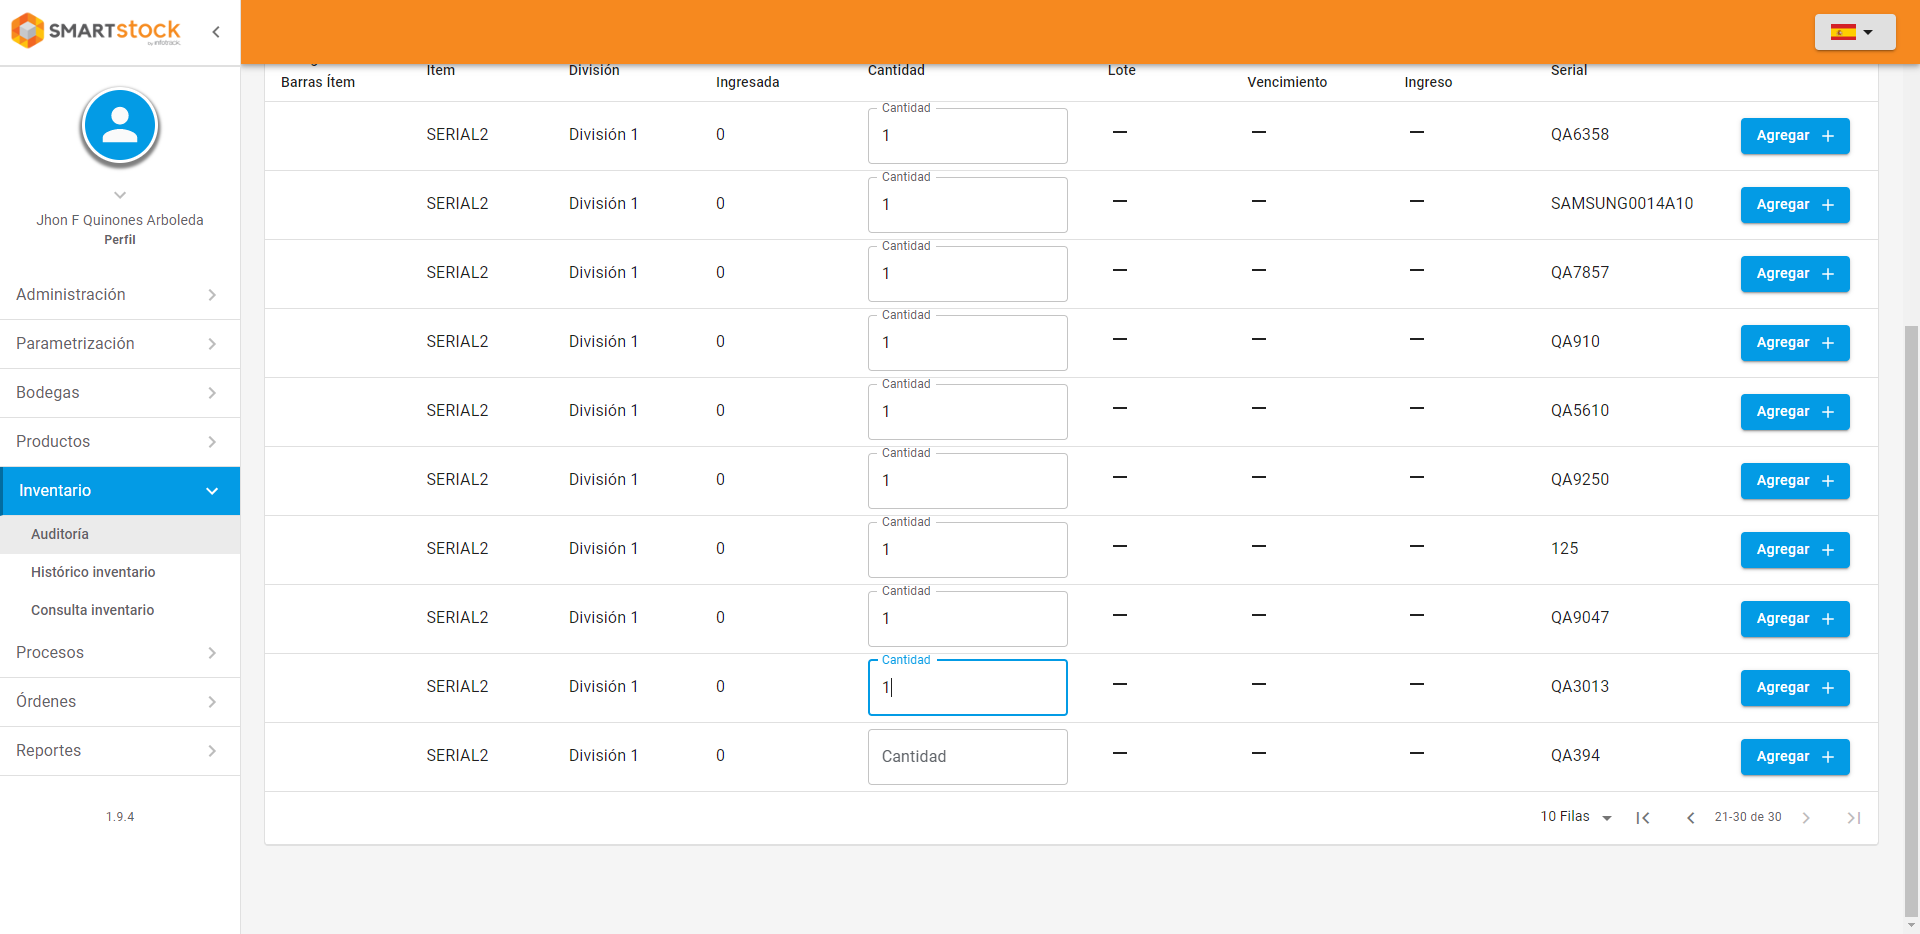 SMARTstock
by infotrack
Jhon F Quinones Arboleda
Perfil
Administración
Parametrización
Bodegas
Productos
Inventario
Auditoría
Histórico inventario
Consulta inventario
Procesos
Órdenes
Reportes
1.9.4
Barras Ítem
Item
División
Ingresada
Cantidad
Lote
Vencimiento
Ingreso
Serial
SERIAL2 División 1 0 Cantidad 1 — — — QA6358 Agregar +
SERIAL2 División 1 0 Cantidad 1 — — — SAMSUNG0014A10 Agregar +
SERIAL2 División 1 0 Cantidad 1 — — — QA7857 Agregar +
SERIAL2 División 1 0 Cantidad 1 — — — QA910 Agregar +
SERIAL2 División 1 0 Cantidad 1 — — — QA5610 Agregar +
SERIAL2 División 1 0 Cantidad 1 — — — QA9250 Agregar +
SERIAL2 División 1 0 Cantidad 1 — — — 125 Agregar +
SERIAL2 División 1 0 Cantidad 1 — — — QA9047 Agregar +
SERIAL2 División 1 0 Cantidad 1 — — — QA3013 Agregar +
SERIAL2 División 1 0 Cantidad — — — QA394 Agregar +
10 Filas 21-30 de 30